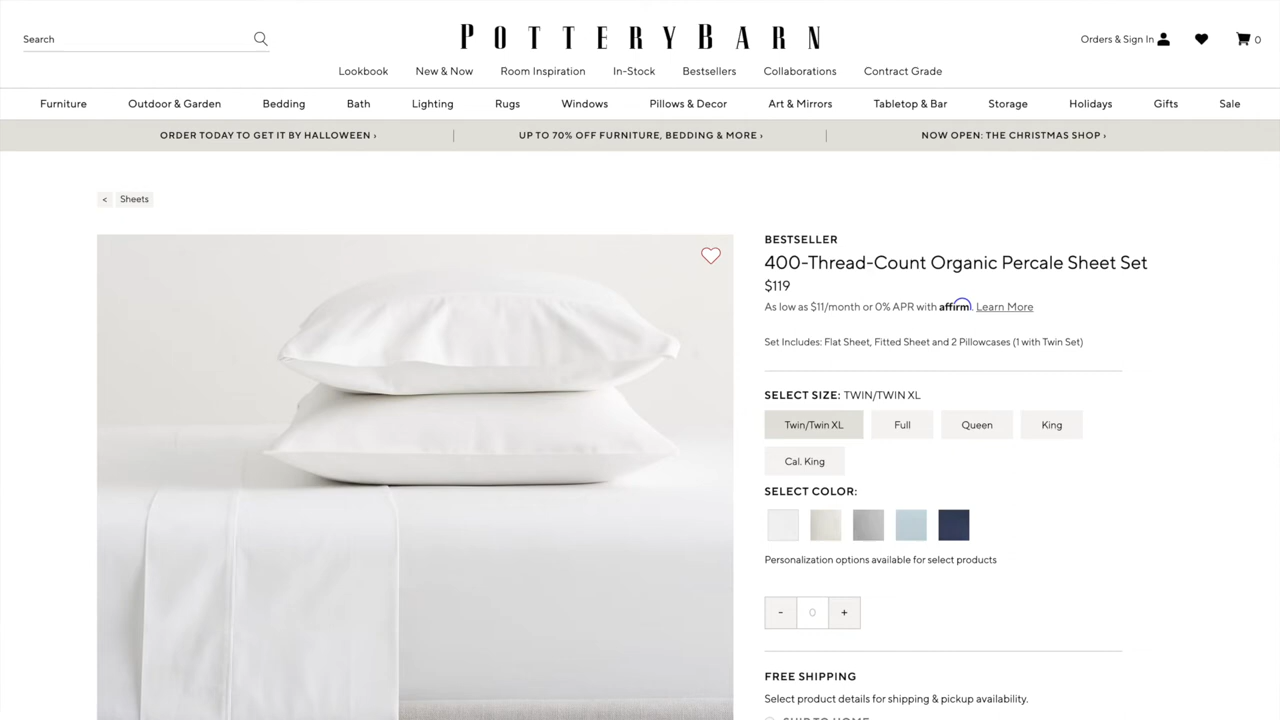 Search
POTTERYBARN
Orders & Sign In
0
Lookbook New & Now Room Inspiration In-Stock Bestsellers Collaborations Contract Grade
Furniture Outdoor & Garden Bedding Bath Lighting Rugs Windows Pillows & Decor Art & Mirrors Tabletop & Bar Storage Holidays Gifts Sale
ORDER TODAY TO GET IT BY HALLOWEEN › | UP TO 70% OFF FURNITURE, BEDDING & MORE › | NOW OPEN: THE CHRISTMAS SHOP ›
< Sheets
BESTSELLER
400-Thread-Count Organic Percale Sheet Set
$119
As low as $11/month or 0% APR with affirm. Learn More
Set Includes: Flat Sheet, Fitted Sheet and 2 Pillowcases (1 with Twin Set)
SELECT SIZE: TWIN/TWIN XL
Twin/Twin XL Full Queen King
Cal. King
SELECT COLOR:
Personalization options available for select products
- 0 +
FREE SHIPPING
Select product details for shipping & pickup availability.
SHIP TO HOME